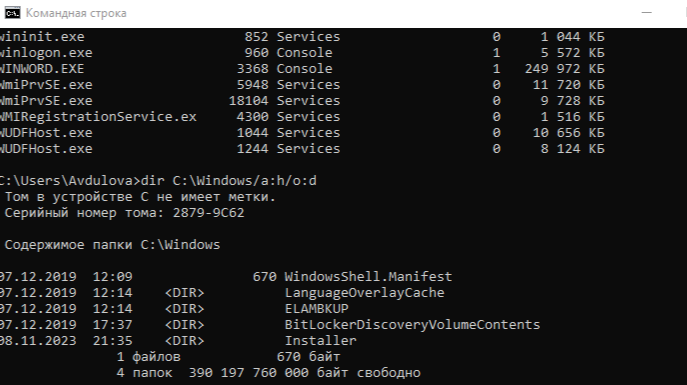 Командная строка
wininit.exe 852 Services 0 1 044 КБ
winlogon.exe 960 Console 1 5 572 КБ
WINWORD.EXE 3368 Console 1 249 972 КБ
WmiPrvSE.exe 5948 Services 0 11 720 КБ
WmiPrvSE.exe 18104 Services 0 9 728 КБ
WMIRegistrationService.ex 4300 Services 0 1 516 КБ
WUDFHost.exe 1044 Services 0 10 656 КБ
WUDFHost.exe 1244 Services 0 8 124 КБ
C:\Users\Avdulova>dir C:\Windows/a:h/o:d
Том в устройстве C не имеет метки.
Серийный номер тома: 2879-9C62
Содержимое папки C:\Windows
07.12.2019 12:09 670 WindowsShell.Manifest
07.12.2019 12:14 <DIR> LanguageOverlayCache
07.12.2019 12:14 <DIR> ELAMBKUP
07.12.2019 17:37 <DIR> BitLockerDiscoveryVolumeContents
08.11.2023 21:35 <DIR> Installer
1 файлов 670 байт
4 папок 390 197 760 000 байт свободно